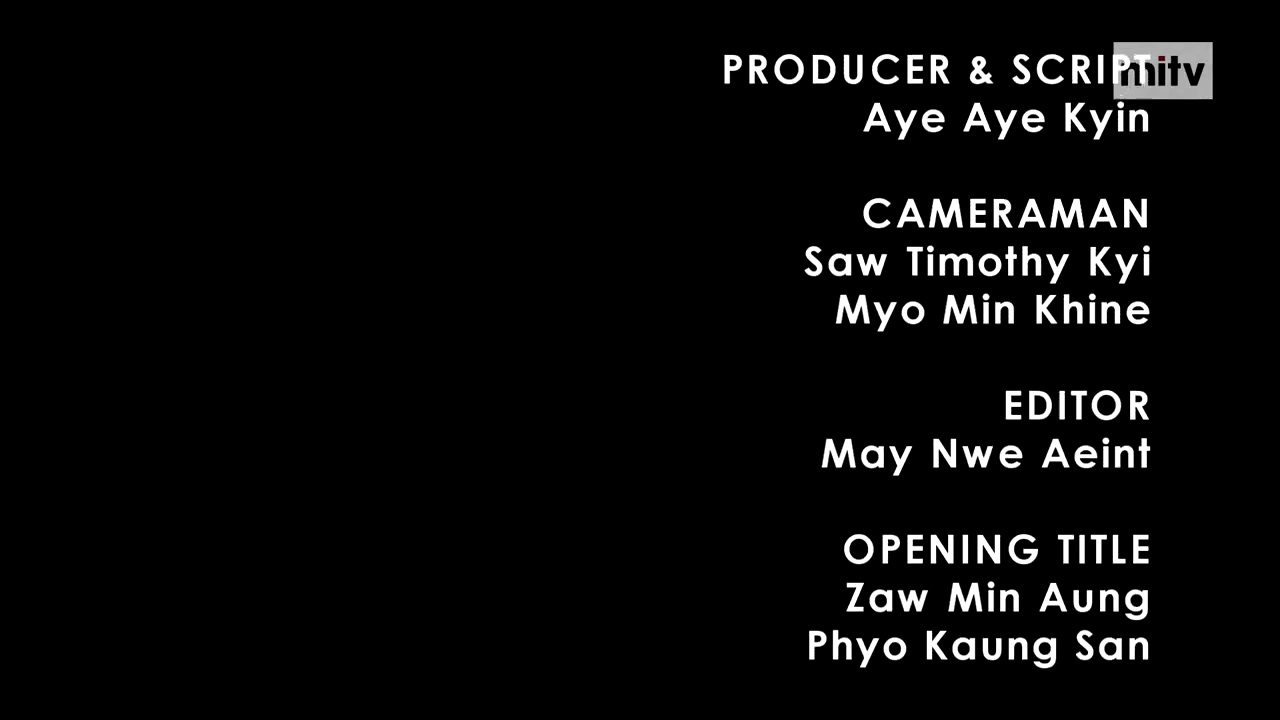 PRODUCER & SCRIPT
mitv
Aye Aye Kyin
CAMERAMAN
Saw Timothy Kyi
Myo Min Khine
EDITOR
May Nwe Aeint
OPENING TITLE
Zaw Min Aung
Phyo Kaung San